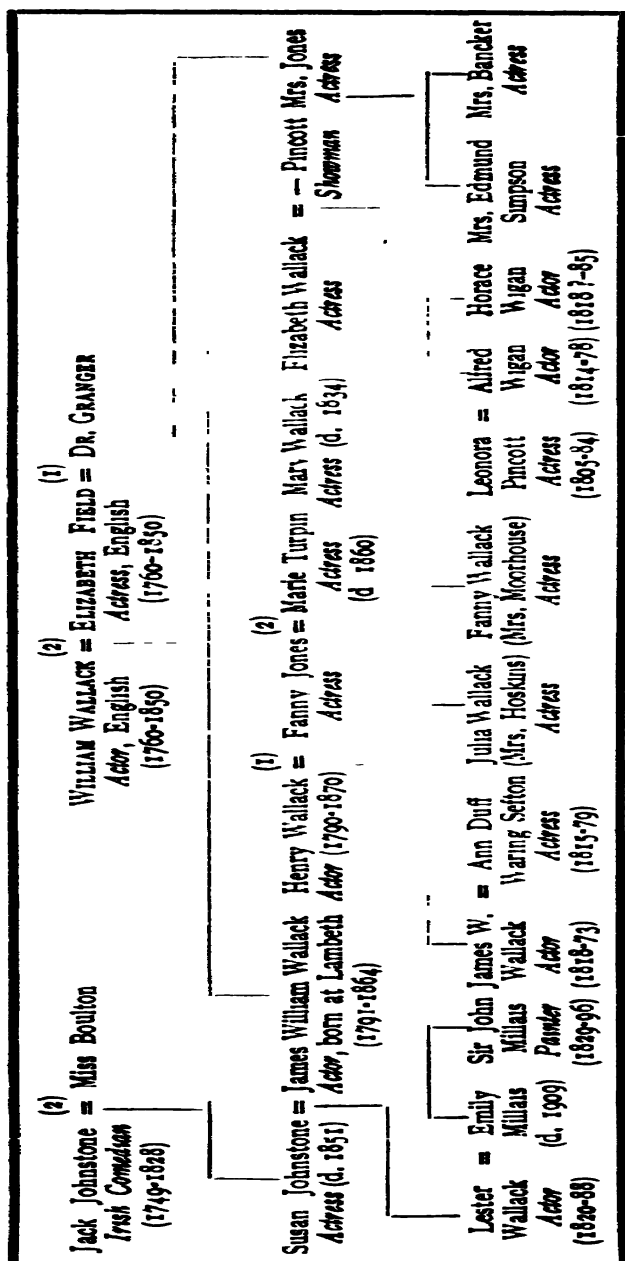 (2) (2) (1)
Jack Johnstone = Miss Boulton WILLIAM WALLACK = ELIZABETH FIELD = DR. GRANGER
Irish Comedian Actor, English Actress, English
(1749-1828) (1760-1850) (1760-1850)
(1) (2)
Susan Johnstone = James William Wallack Henry Wallack = Fanny Jones = Marie Turpin Mary Wallack Elizabeth Wallack = — Pincott Mrs. Jones
Actress (d. 1851) Actor, born at Lambeth Actor (1790-1870) Actress Actress Actress (d. 1834) Actress Showman Actress
(1791-1864) (d 1860)
Lester = Emily Sir John James W. = Ann Duff Julia Wallack Fanny Wallack Leonora = Alfred Horace Mrs. Edmund Mrs. Bancker
Wallack Millais Millais Wallack Waring Sefton (Mrs. Hoskins) (Mrs. Moorhouse) Pincott Wigan Wigan Simpson Actress
Actor (d. 1909) Painter Actor Actress Actress Actress Actress Actor Actor Actress
(1820-88) (1829-96) (1818-73) (1815-79) (1805-84) (1814-78) (1818?-85)